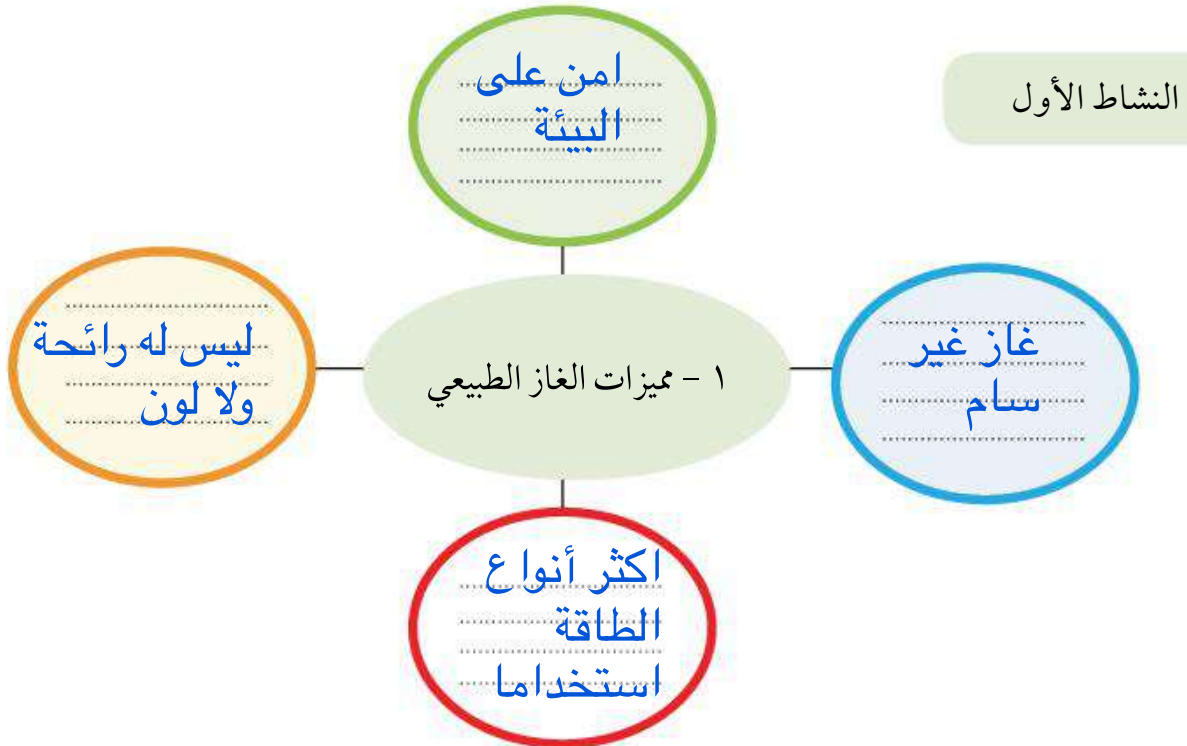 النشاط الأول
امن على
البيئة
غاز غير
سام
١ - مميزات الغاز الطبيعي
ليس له رائحة
ولا لون
اكثر أنواع
الطاقة
استخداما